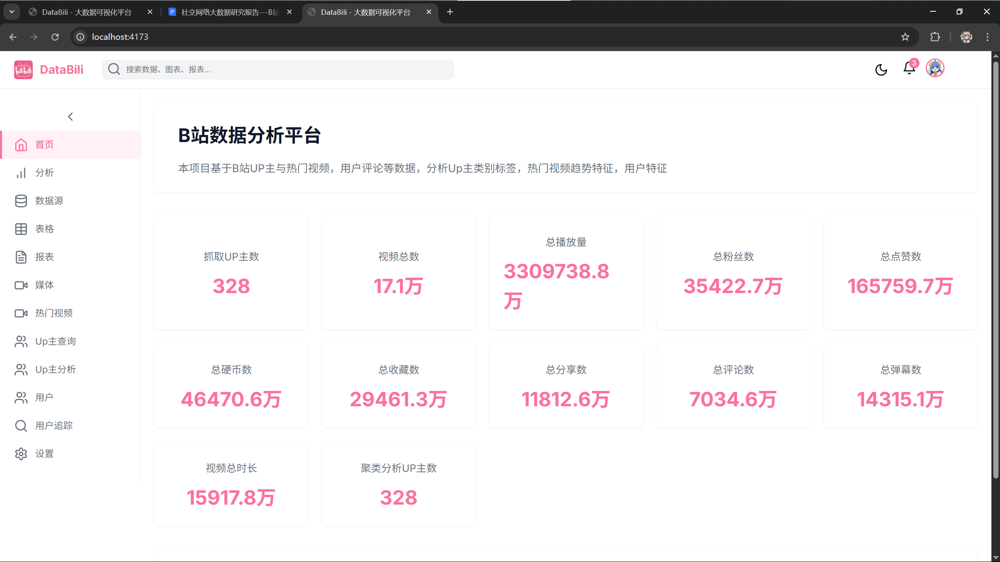 DataBili - 大数据可视化平台
社交网络大数据研究报告---B站
DataBili - 大数据可视化平台
localhost:4173
bilibili
DataBili
搜索数据、图表、报表...
3
首页
分析
数据源
表格
报表
媒体
热门视频
Up主查询
Up主分析
用户
用户追踪
设置
B站数据分析平台
本项目基于B站UP主与热门视频，用户评论等数据，分析Up主类别标签，热门视频趋势特征，用户特征
抓取UP主数
328
视频总数
17.1万
总播放量
3309738.8
万
总粉丝数
35422.7万
总点赞数
165759.7万
总硬币数
46470.6万
总收藏数
29461.3万
总分享数
11812.6万
总评论数
7034.6万
总弹幕数
14315.1万
视频总时长
15917.8万
聚类分析UP主数
328